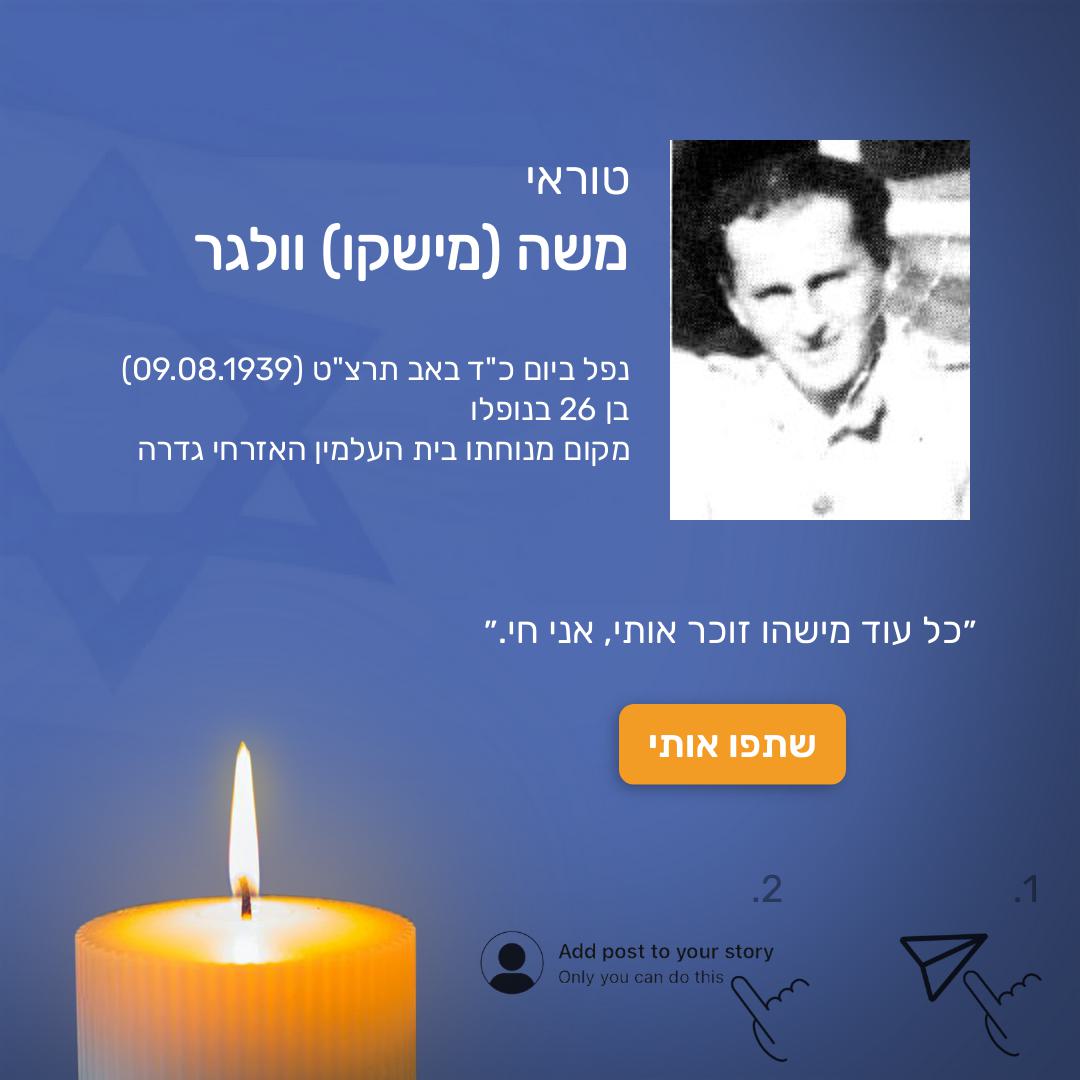 טוראי
משה (מישקו) וולגר
נפל ביום כ"ד באב תרצ"ט (09.08.1939)
בן 26 בנופלו
מקום מנוחתו בית העלמין האזרחי גדרה
״כל עוד מישהו זוכר אותי, אני חי.״
שתפו אותי
.1
.2
Add post to your story
Only you can do this